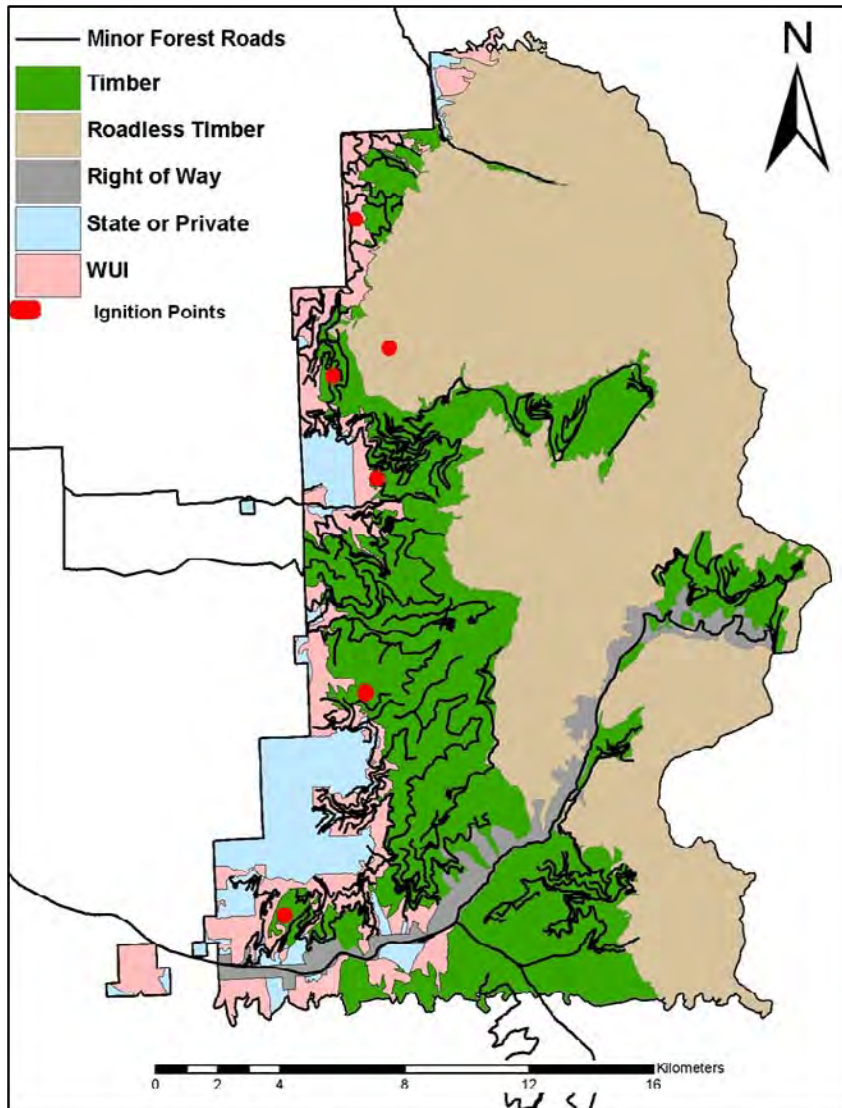 Minor Forest Roads
Timber
Roadless Timber
Right of Way
State or Private
WUI
Ignition Points
N
Kilometers
0 2 4 8 12 16